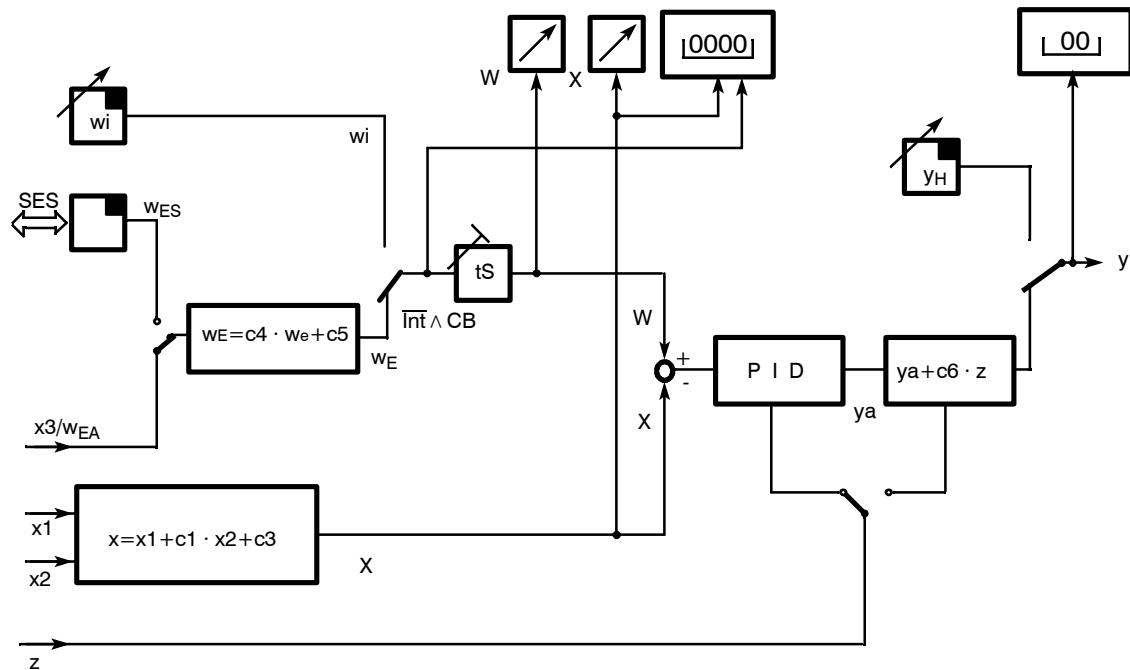 0000
00
W
X
wi
wi
yH
SES
wES
tS
y
wE=c4 · we+c5
Int ∧ CB
W
wE
+
-
P I D
ya+c6 · z
ya
X
x3/wEA
x1
x=x1+c1 · x2+c3
x2
X
z